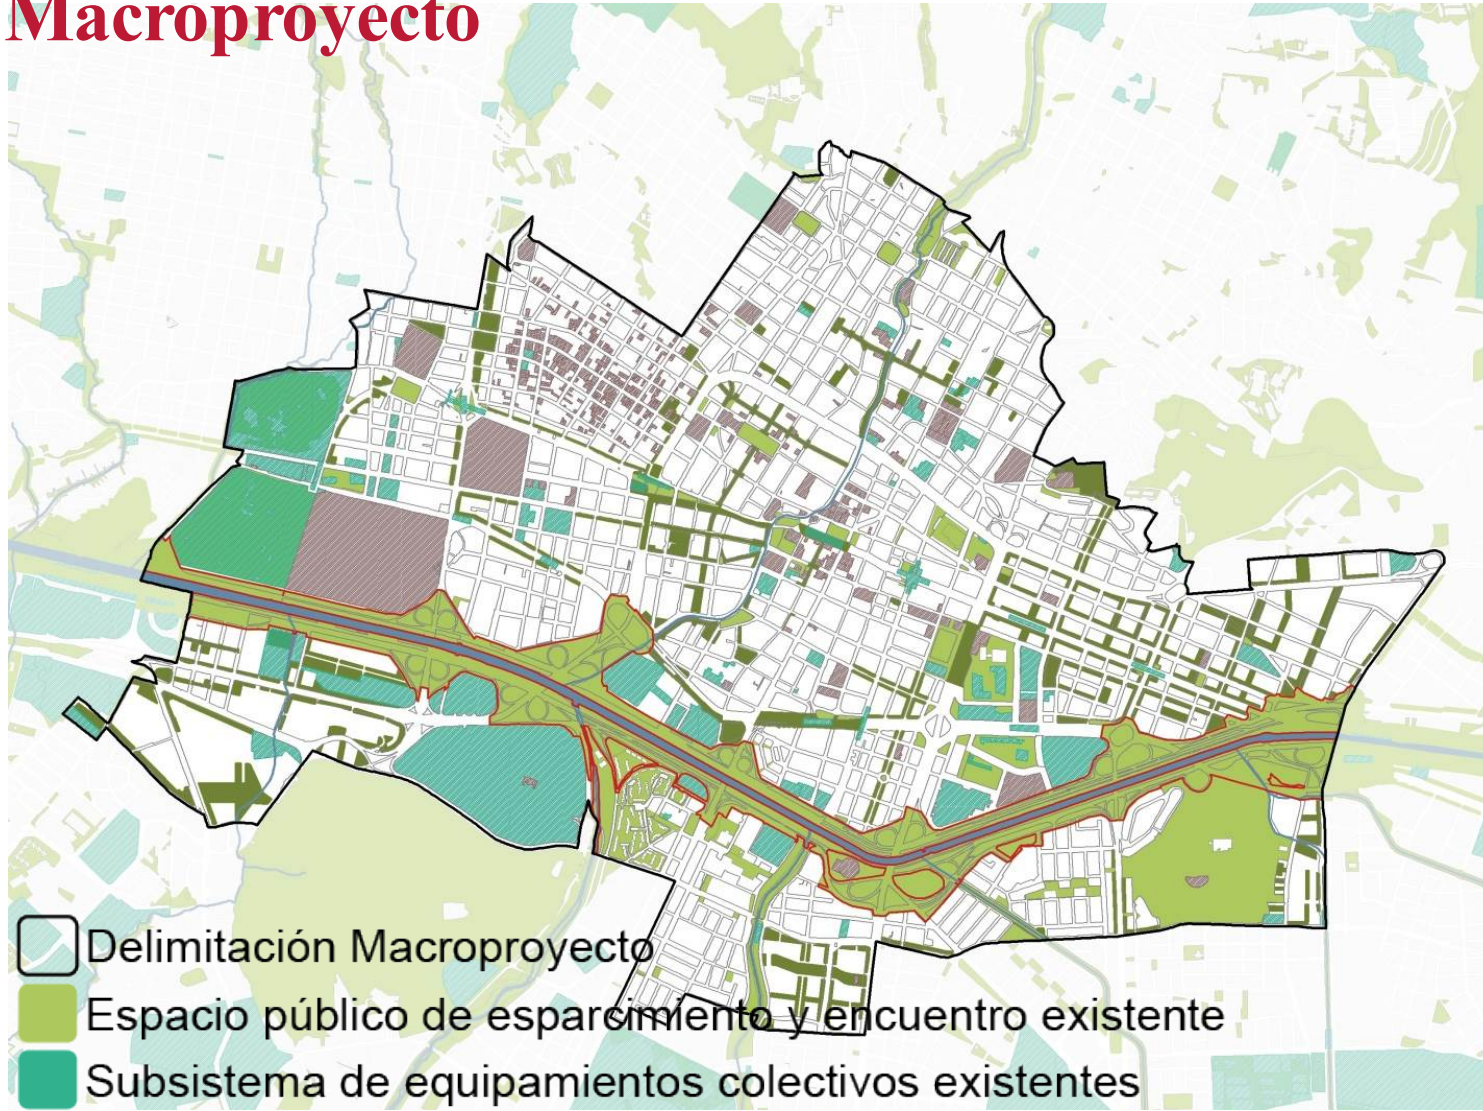 Macroproyecto
Delimitación Macroproyecto
Espacio público de esparcimiento y encuentro existente
Subsistema de equipamientos colectivos existentes